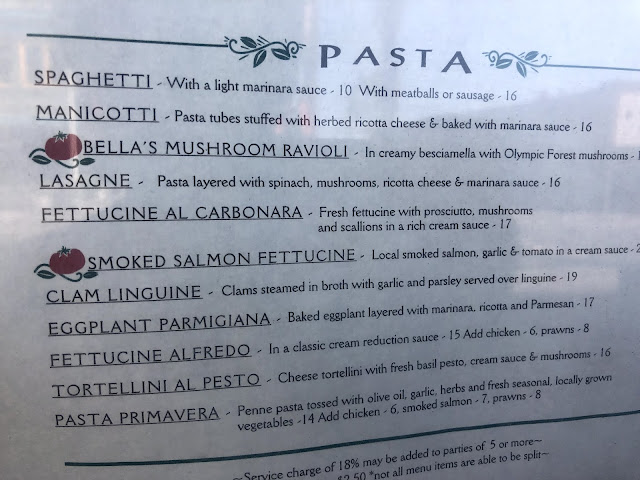 PASTA
SPAGHETTI - With a light marinara sauce - 10 With meatballs or sausage - 16
MANICOTTI - Pasta tubes stuffed with herbed ricotta cheese & baked with marinara sauce - 16
BELLA'S MUSHROOM RAVIOLI - In creamy besciamella with Olympic Forest mushrooms -
LASAGNE - Pasta layered with spinach, mushrooms, ricotta cheese & marinara sauce - 16
FETTUCINE AL CARBONARA - Fresh fettucine with prosciutto, mushrooms
and scallions in a rich cream sauce - 17
SMOKED SALMON FETTUCINE - Local smoked salmon, garlic & tomato in a cream sauce -
CLAM LINGUINE - Clams steamed in broth with garlic and parsley served over linguine - 19
EGGPLANT PARMIGIANA - Baked eggplant layered with marinara, ricotta and Parmesan - 17
FETTUCINE ALFREDO - In a classic cream reduction sauce - 15 Add chicken - 6, prawns - 8
TORTELLINI AL PESTO - Cheese tortellini with fresh basil pesto, cream sauce & mushrooms - 16
PASTA PRIMAVERA - Penne pasta tossed with olive oil, garlic, herbs and fresh seasonal, locally grown
vegetables -14 Add chicken - 6, smoked salmon - 7, prawns - 8
~Service charge of 18% may be added to parties of 5 or more~
$2.50 *not all menu items are able to be split~